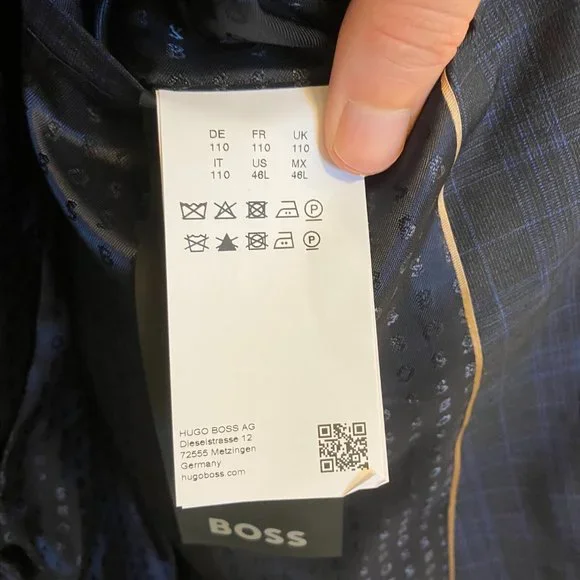 DE FR UK
110 110 110
IT US MX
110 46L 46L
P
P
HUGO BOSS AG
Dieselstrasse 12
72555 Metzingen
Germany
hugoboss.com
BOSS